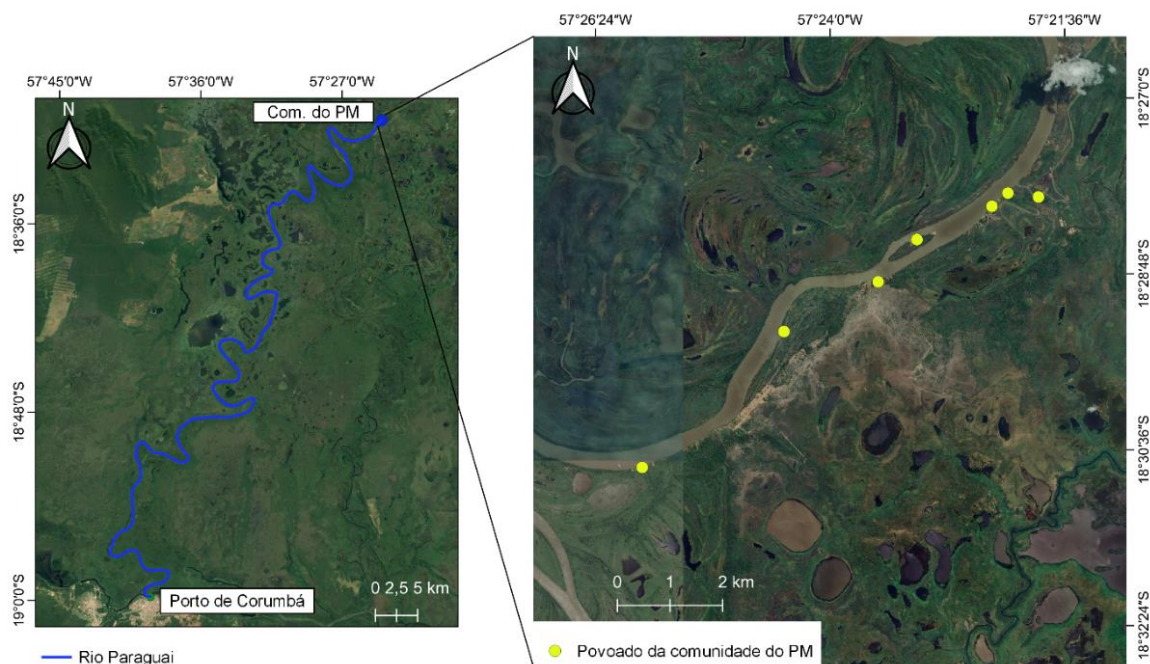 57°45'0"W 57°36'0"W 57°27'0"W
N
Com. do PM
18°36'0"S
18°48'0"S
19°0'0"S
0 2,5 5 km
Porto de Corumbá
Rio Paraguai
57°26'24"W 57°24'0"W 57°21'36"W
N
18°27'0"S
18°28'48"S
18°30'36"S
18°32'24"S
0 1 2 km
Povoado da comunidade do PM